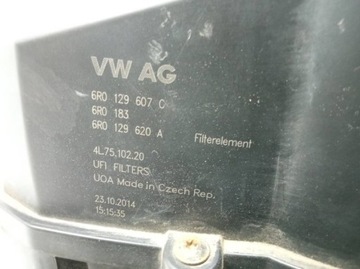 VW AG
6R0 129 607 C
6R0 183
6R0 129 620 A Filterelement
4L.75.102.20
UFI FILTERS
UOA Made in Czech Rep.
23.10.2014
15:15:35